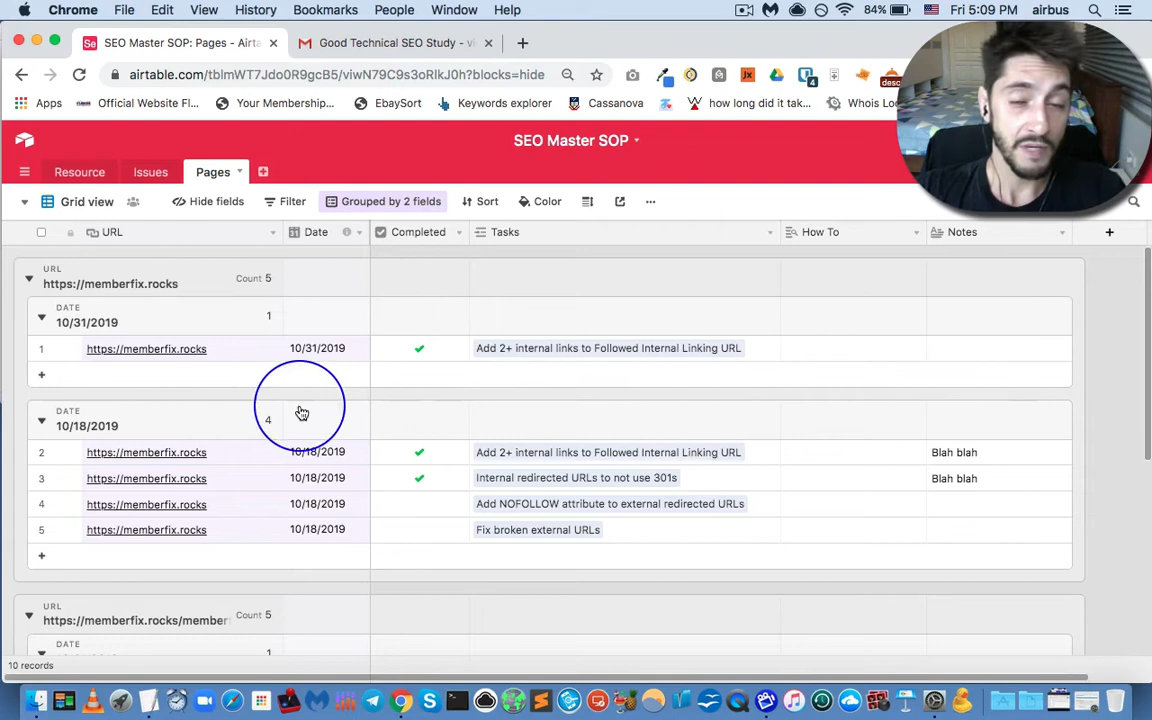 Chrome File Edit View History Bookmarks People Window Help 84% Fri 5:09 PM airbus
Se SEO Master SOP: Pages - Airta
Good Technical SEO Study - vi
airtable.com/tblmWT7Jdo0R9gcB5/viwN79C9s3oRlkJ0h?blocks=hide
4
JX
desc
Apps Official Website Fl... Your Membership... EbaySort Keywords explorer Cassanova how long did it tak... Whois Loo
SEO Master SOP
Resource Issues Pages
Grid view Hide fields Filter Grouped by 2 fields Sort Color
URL Date Completed Tasks How To Notes
URL
https://memberfix.rocks Count 5
DATE
10/31/2019 1
1 https://memberfix.rocks 10/31/2019 Add 2+ internal links to Followed Internal Linking URL
DATE
10/18/2019 4
2 https://memberfix.rocks 10/18/2019 Add 2+ internal links to Followed Internal Linking URL Blah blah
3 https://memberfix.rocks 10/18/2019 Internal redirected URLs to not use 301s Blah blah
4 https://memberfix.rocks 10/18/2019 Add NOFOLLOW attribute to external redirected URLs
5 https://memberfix.rocks 10/18/2019 Fix broken external URLs
URL
https://memberfix.rocks/member Count 5
DATE
1
10 records